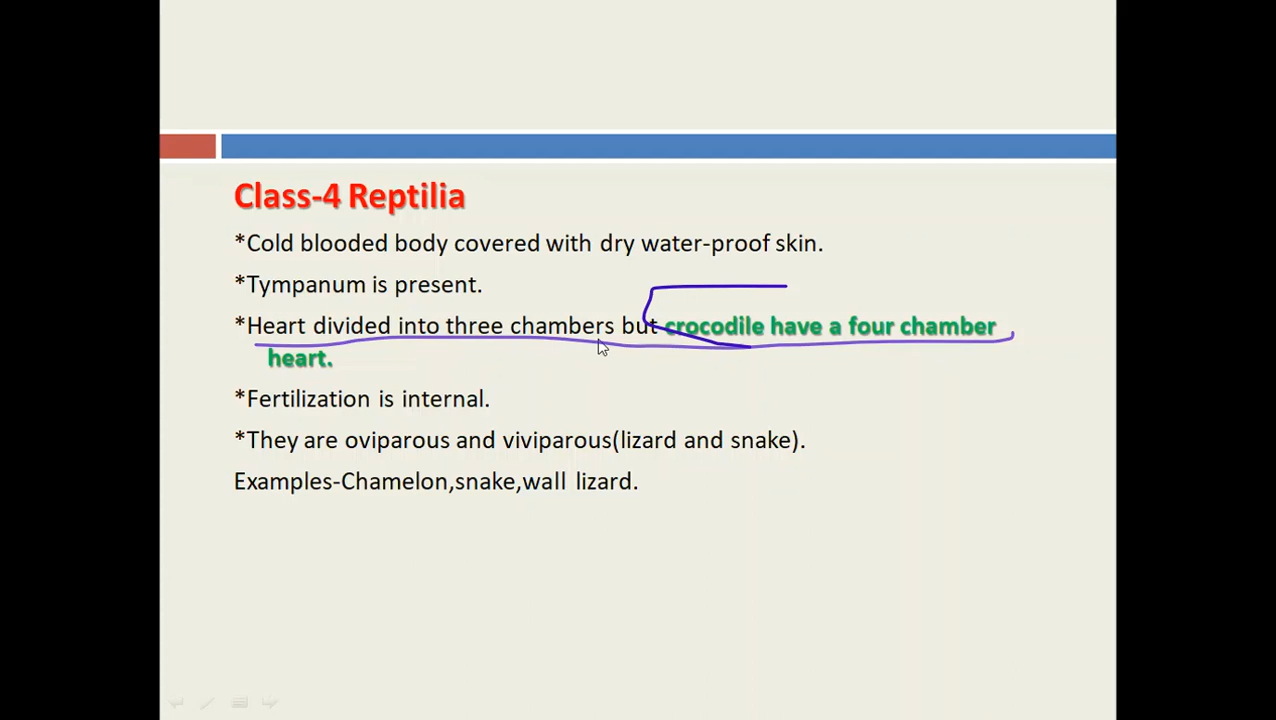 Class-4 Reptilia
*Cold blooded body covered with dry water-proof skin.
*Tympanum is present.
*Heart divided into three chambers but crocodile have a four chamber
heart.
*Fertilization is internal.
*They are oviparous and viviparous(lizard and snake).
Examples-Chamelon,snake,wall lizard.